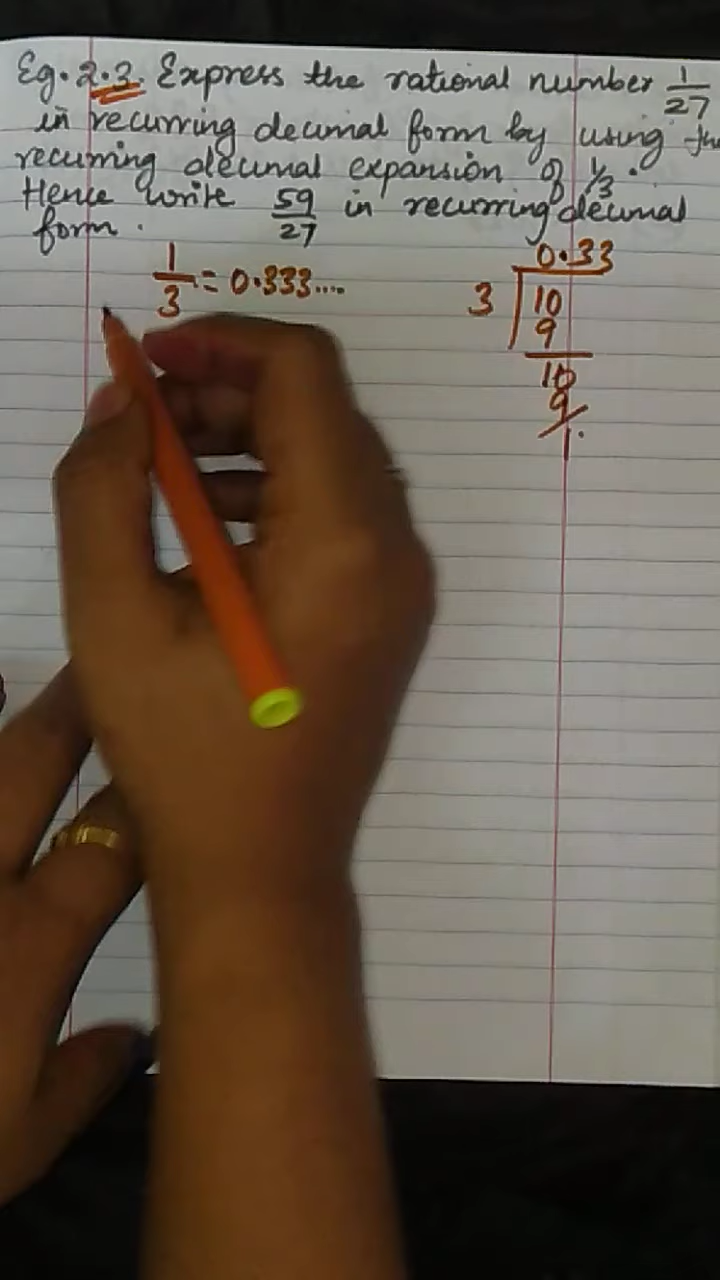 Eg. 2.3. Express the rational number 1/27
in recurring decimal form by using the
recurring decimal expansion of 1/3.
Hence write 59/27 in recurring decimal
form.
1/3 = 0.333....
0.33
3 10
9
10
9
1.